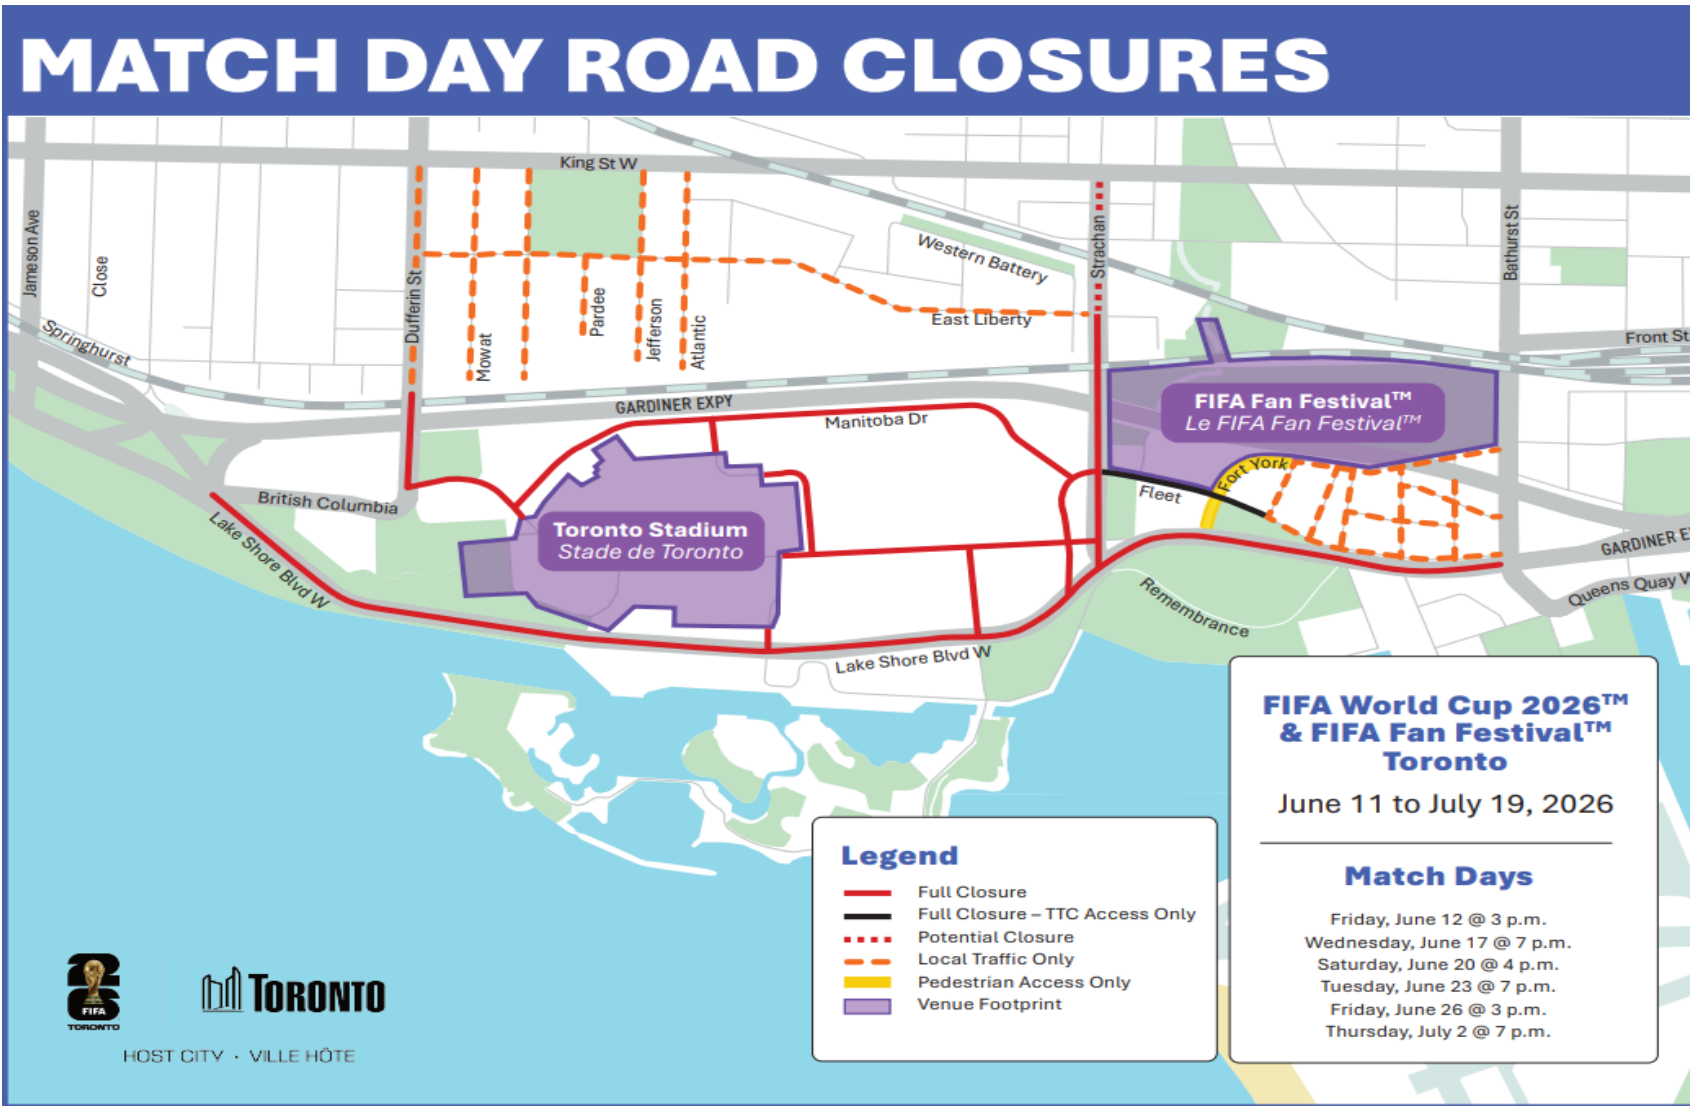 MATCH DAY ROAD CLOSURES
King St W
Jameson Ave
Close
Dufferin St
Mowat
Pardee
Jefferson
Atlantic
Western Battery
East Liberty
Strachan
Bathurst St
Front St
Springhurst
GARDINER EXPY
Manitoba Dr
FIFA Fan Festival™
Le FIFA Fan Festival™
Fort York
Fleet
British Columbia
Lake Shore Blvd W
Toronto Stadium
Stade de Toronto
GARDINER E
Queens Quay W
Remembrance
Lake Shore Blvd W
FIFA World Cup 2026™
& FIFA Fan Festival™
Toronto
June 11 to July 19, 2026
Match Days
Friday, June 12 @ 3 p.m.
Wednesday, June 17 @ 7 p.m.
Saturday, June 20 @ 4 p.m.
Tuesday, June 23 @ 7 p.m.
Friday, June 26 @ 3 p.m.
Thursday, July 2 @ 7 p.m.
Legend
Full Closure
Full Closure – TTC Access Only
Potential Closure
Local Traffic Only
Pedestrian Access Only
Venue Footprint
26
FIFA
TORONTO
TORONTO
HOST CITY · VILLE HÔTE